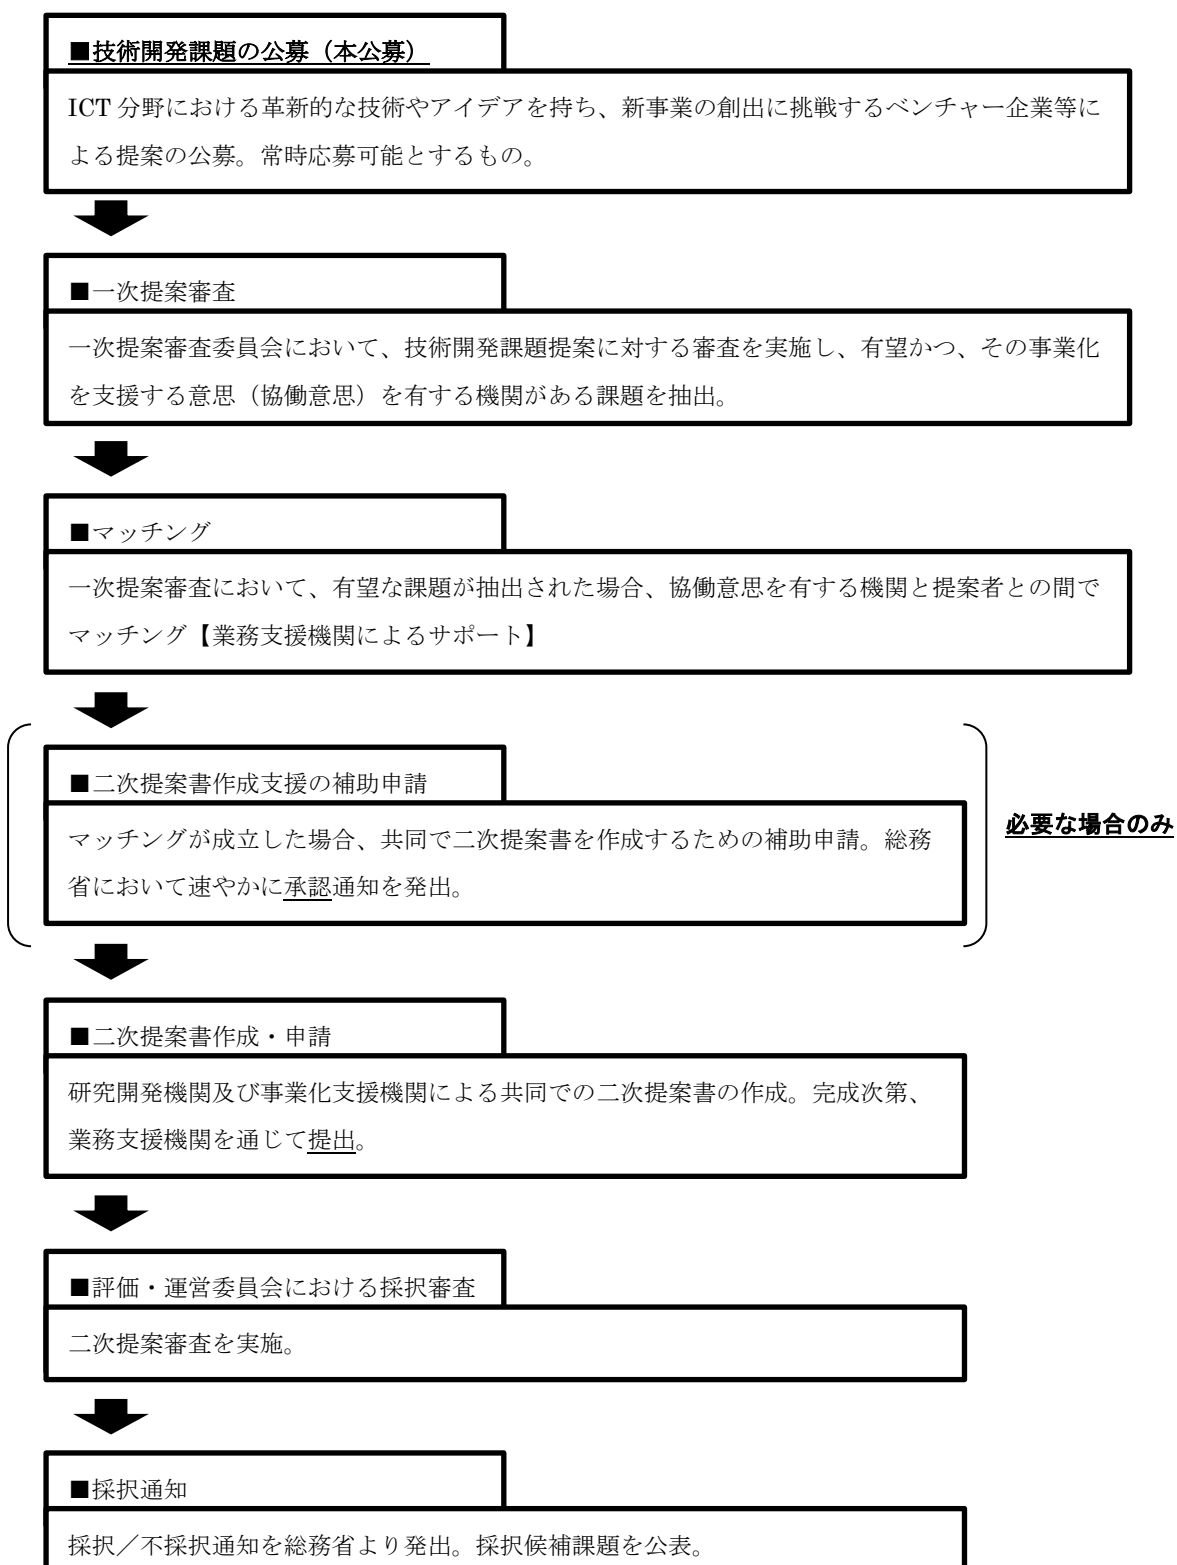 ■技術開発課題の公募（本公募）
ICT 分野における革新的な技術やアイデアを持ち、新事業の創出に挑戦するベンチャー企業等に
よる提案の公募。常時応募可能とするもの。
■一次提案審査
一次提案審査委員会において、技術開発課題提案に対する審査を実施し、有望かつ、その事業化
を支援する意思（協働意思）を有する機関がある課題を抽出。
■マッチング
一次提案審査において、有望な課題が抽出された場合、協働意思を有する機関と提案者との間で
マッチング【業務支援機関によるサポート】
■二次提案書作成支援の補助申請
マッチングが成立した場合、共同で二次提案書を作成するための補助申請。総務
省において速やかに承認通知を発出。
必要な場合のみ
■二次提案書作成・申請
研究開発機関及び事業化支援機関による共同での二次提案書の作成。完成次第、
業務支援機関を通じて提出。
■評価・運営委員会における採択審査
二次提案審査を実施。
■採択通知
採択／不採択通知を総務省より発出。採択候補課題を公表。